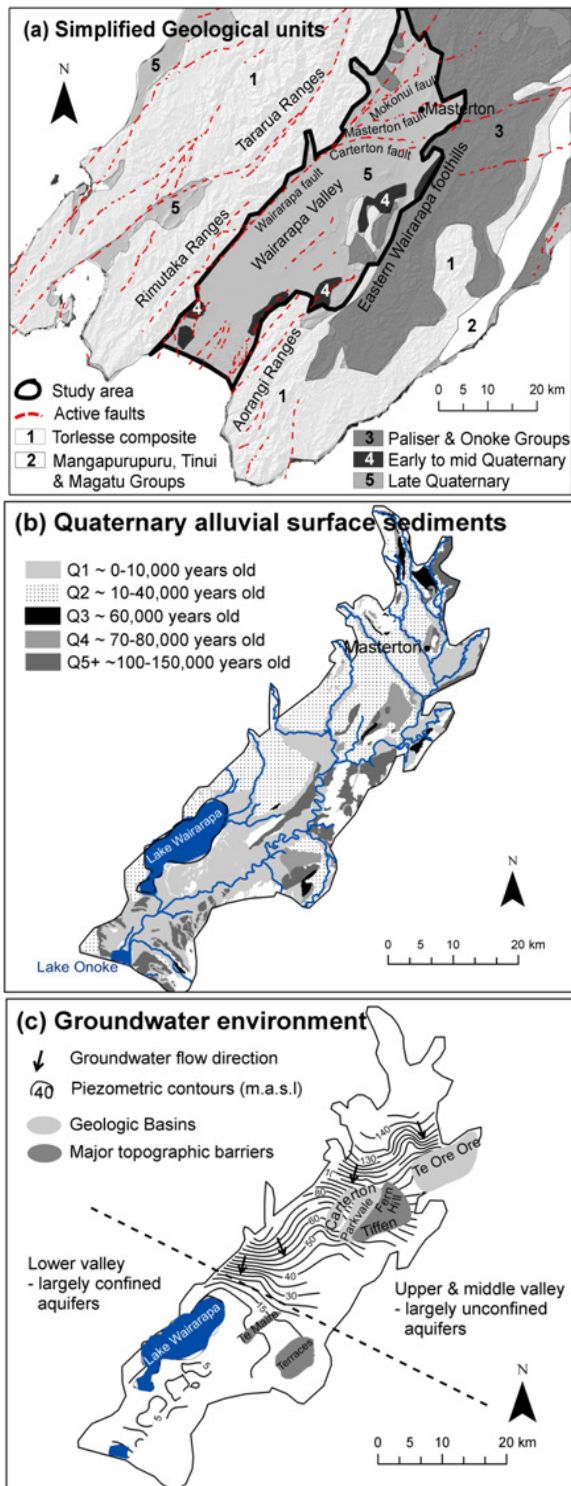 (a) Simplified Geological units
5
1
N
Tararua Ranges
Mokonui fault
Masterton
Masterton fault
3
Carterton fault
5
Wairarapa fault
5
Rimutaka Ranges
Wairarapa Valley
4
Eastern Wairarapa foothills
1
4
4
2
Aorangi Ranges
1
Study area
Active faults
0 5 10 20 km
1 Torlesse composite
2 Mangapurupuru, Tinui
& Magatu Groups
3 Paliser & Onoke Groups
4 Early to mid Quaternary
5 Late Quaternary
(b) Quaternary alluvial surface sediments
Q1 ~ 0-10,000 years old
Q2 ~ 10-40,000 years old
Q3 ~ 60,000 years old
Q4 ~ 70-80,000 years old
Q5+ ~100-150,000 years old
Masterton
Lake Wairarapa
N
Lake Onoke
0 5 10 20 km
(c) Groundwater environment
Groundwater flow direction
40 Piezometric contours (m.a.s.l)
Geologic Basins
Major topographic barriers
140
130
Te Ore Ore
80
60
50
Carterton
Parkvale
Fern Hill
Tiffen
40
30
15
Lower valley
- largely confined
aquifers
Upper & middle valley
- largely unconfined
aquifers
Te Maire
Lake Wairarapa
Terraces
5
5
N
0 5 10 20 km